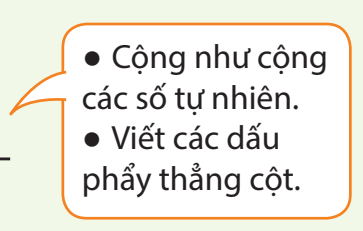 ● Cộng như cộng
các số tự nhiên.
● Viết các dấu
phẩy thẳng cột.